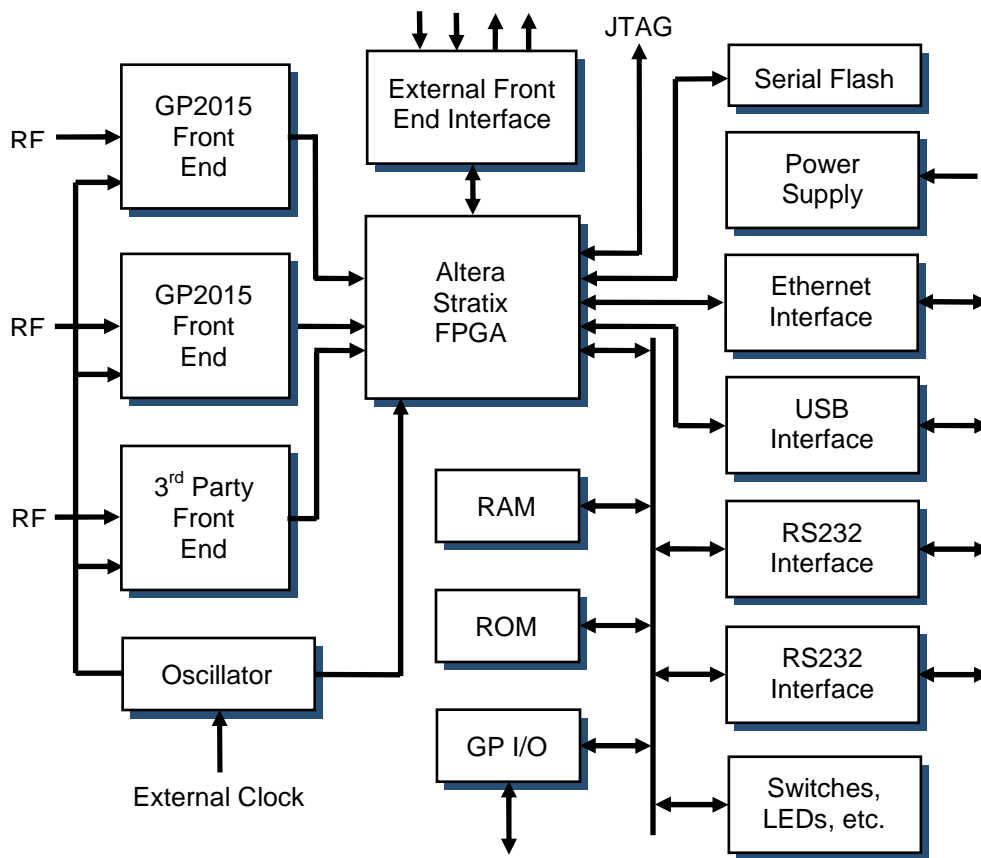 JTAG
GP2015
Front
End
RF
External Front
End Interface
Serial Flash
Power
Supply
Altera
Stratix
FPGA
GP2015
Front
End
RF
Ethernet
Interface
USB
Interface
3rd Party
Front
End
RF
RAM
RS232
Interface
ROM
Oscillator
RS232
Interface
GP I/O
External Clock
Switches,
LEDs, etc.